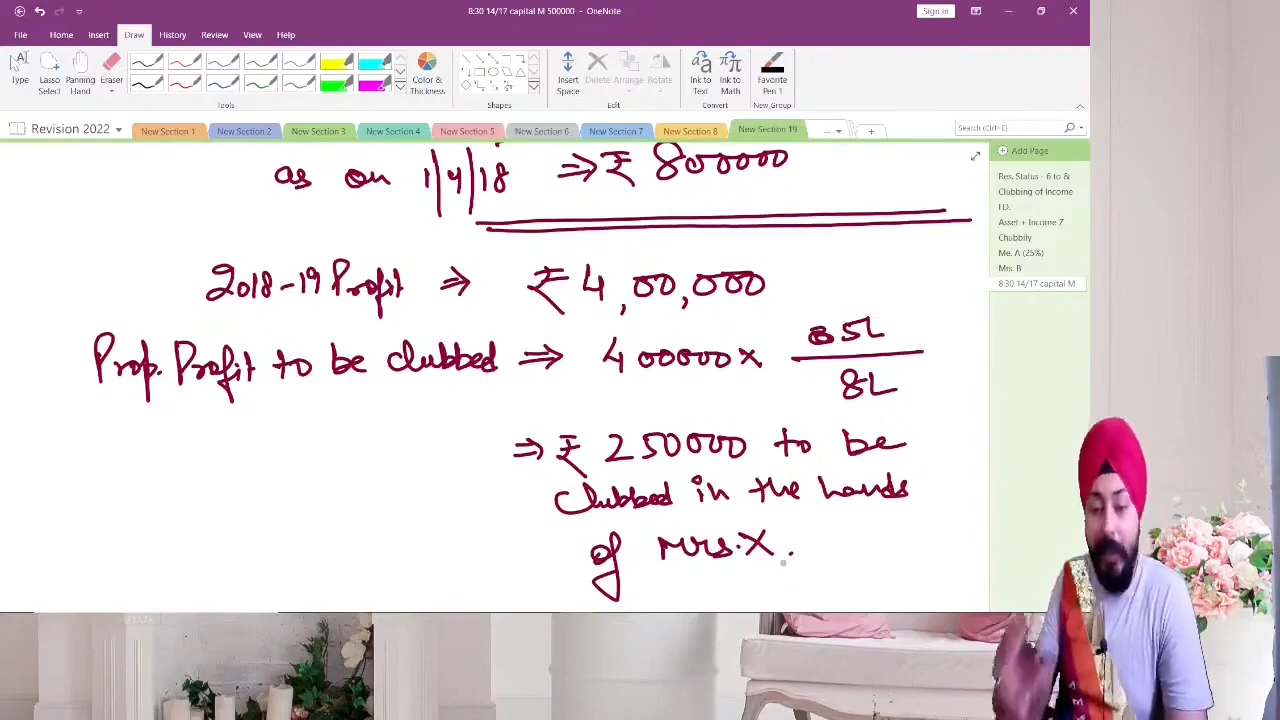 8:30 14/17 capital M 500000 - OneNote
Sign in
File Home Insert Draw History Review View Help
Type Lasso Select Panning Hand Eraser Color & Thickness Insert Space Delete Arrange Rotate Ink to Text Ink to Math Favorite Pen 1
Tools Shapes Edit Convert New Group
Revision 2022 New Section 1 New Section 2 New Section 3 New Section 4 New Section 5 New Section 6 New Section 7 New Section 8 New Section 19 ... + Search (Ctrl+E)
Add Page
Res. Status - 6 to &
Clubbing of Income
FD.
Asset + Income 7
Chubbily
Me. A (25%)
Mrs. B
8:30 14/17 capital M
as on 1/4/18 ⇒ ₹ 800000
2018-19 Profit ⇒ ₹ 4,00,000
Prop. Profit to be clubbed ⇒ 400000 × 5L
8L
⇒ ₹ 250000 to be
clubbed in the hands
of Mrs. X.